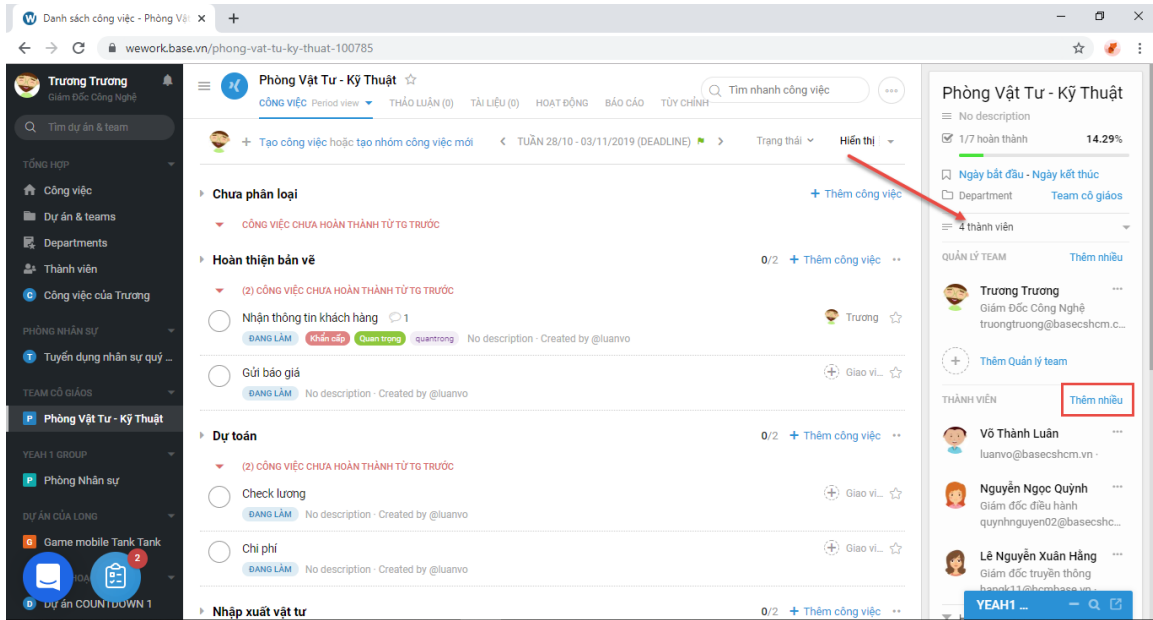 Danh sách công việc - Phòng Vậ
wework.base.vn/phong-vat-tu-ky-thuat-100785
Trương Trương
Giám Đốc Công Nghệ
Tìm dự án & team
TỔNG HỢP
Công việc
Dự án & teams
Departments
Thành viên
C Công việc của Trương
PHÒNG NHÂN SỰ
T Tuyển dụng nhân sự quý ...
TEAM CÔ GIÁOS
P Phòng Vật Tư - Kỹ Thuật
YEAH 1 GROUP
P Phòng Nhân sự
DỰ ÁN CỦA LONG
G Game mobile Tank Tank
2
D Dự án COUNTDOWN 1
Phòng Vật Tư - Kỹ Thuật
CÔNG VIỆC Period view THẢO LUẬN (0) TÀI LIỆU (0) HOẠT ĐỘNG BÁO CÁO TÙY CHỈNH
Tìm nhanh công việc
+ Tạo công việc hoặc tạo nhóm công việc mới
TUẦN 28/10 - 03/11/2019 (DEADLINE)
Trạng thái
Hiển thị
Chưa phân loại
+ Thêm công việc
CÔNG VIỆC CHƯA HOÀN THÀNH TỪ TG TRƯỚC
Hoàn thiện bản vẽ
0/2 + Thêm công việc
(2) CÔNG VIỆC CHƯA HOÀN THÀNH TỪ TG TRƯỚC
Nhận thông tin khách hàng 1
Trương
ĐANG LÀM Khẩn cấp Quan trọng quantrong No description · Created by @luanvo
Gửi báo giá
Giao vi...
ĐANG LÀM No description · Created by @luanvo
Dự toán
0/2 + Thêm công việc
(2) CÔNG VIỆC CHƯA HOÀN THÀNH TỪ TG TRƯỚC
Check lương
Giao vi...
ĐANG LÀM No description · Created by @luanvo
Chi phí
Giao vi...
ĐANG LÀM No description · Created by @luanvo
Nhập xuất vật tư
0/2 + Thêm công việc
Phòng Vật Tư - Kỹ Thuật
No description
1/7 hoàn thành 14.29%
Ngày bắt đầu - Ngày kết thúc
Department Team cô giáos
4 thành viên
QUẢN LÝ TEAM Thêm nhiều
Trương Trương
Giám Đốc Công Nghệ
truongtruong@basecshcm.c...
+ Thêm Quản lý team
THÀNH VIÊN Thêm nhiều
Võ Thành Luân
luanvo@basecshcm.vn ·
Nguyễn Ngọc Quỳnh
Giám đốc điều hành
quynhnguyen02@basecshc...
Lê Nguyễn Xuân Hằng
Giám đốc truyền thông
hangk11@hcmbase.vn ·
YEAH1 ...